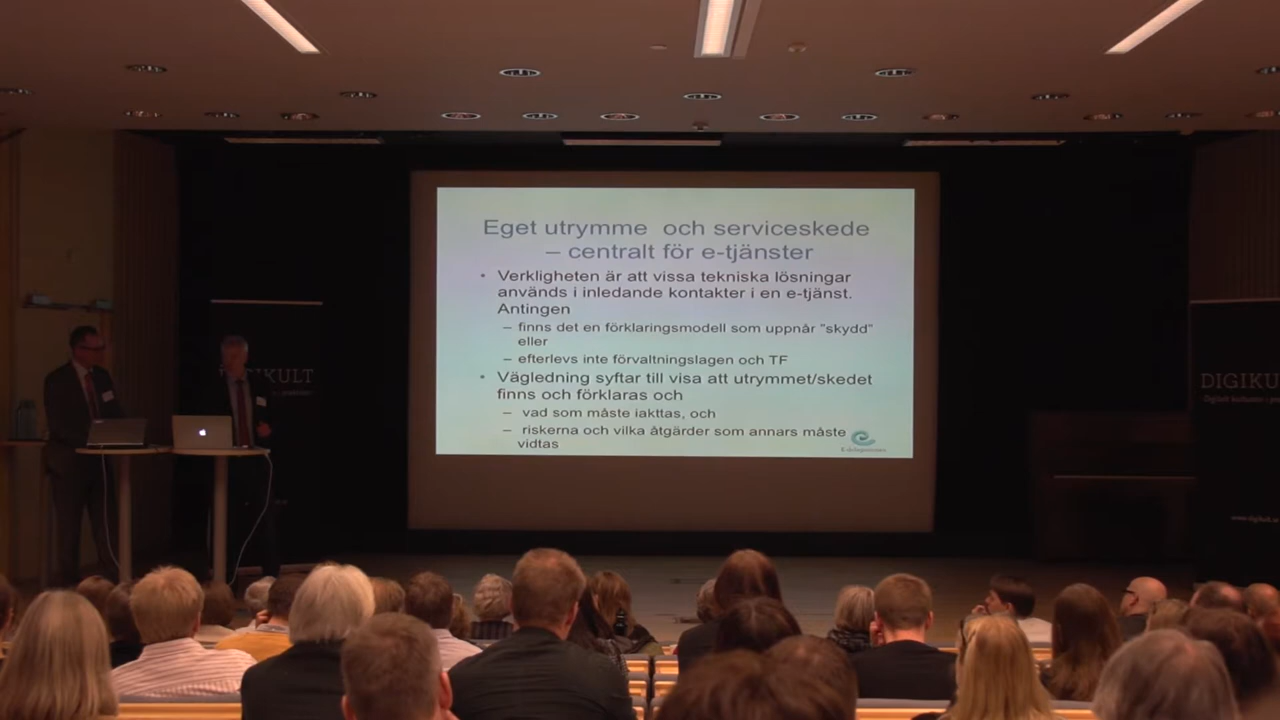 Eget utrymme och serviceskede
– centralt för e-tjänster
• Verkligheten är att vissa tekniska lösningar
används i inledande kontakter i en e-tjänst.
Antingen
– finns det en förklaringsmodell som uppnår "skydd"
eller
– efterlevs inte förvaltningslagen och TF
• Vägledning syftar till visa att utrymmet/skedet
finns och förklaras och
– vad som måste iakttas, och
– riskerna och vilka åtgärder som annars måste
vidtas
E-delegationen
DIGIKU
www.digikult.s